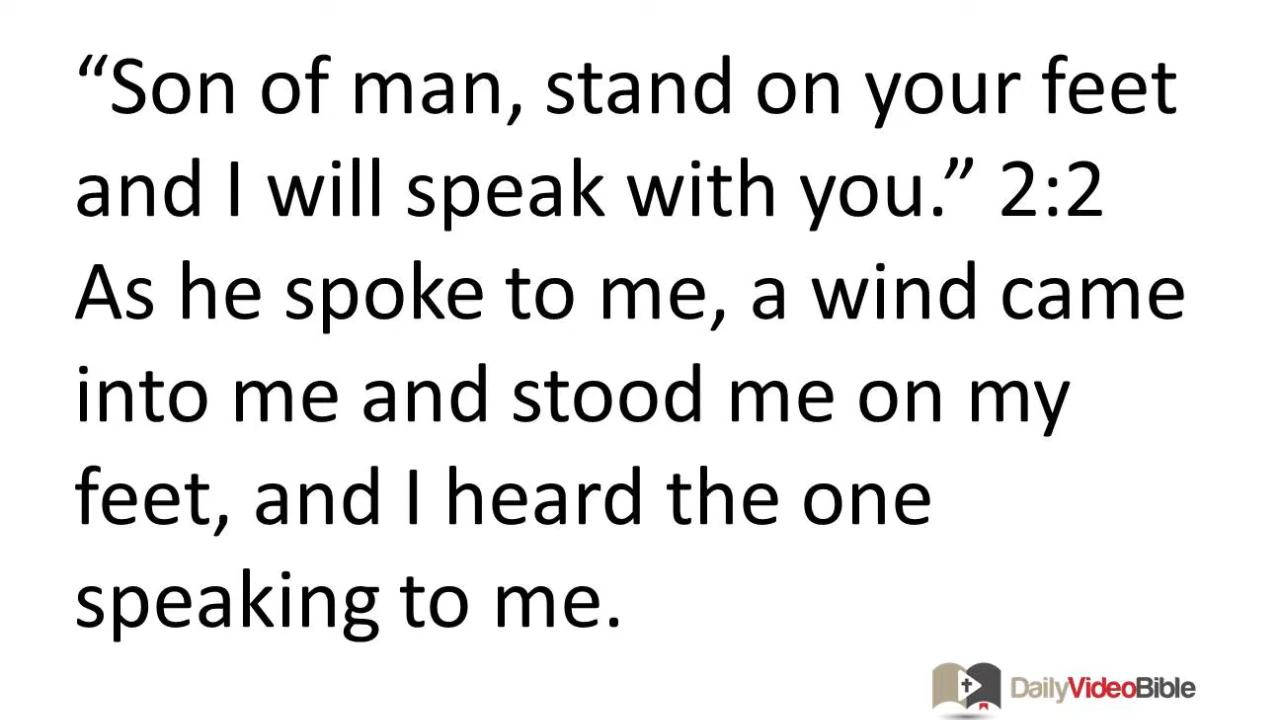 “Son of man, stand on your feet
and I will speak with you.” 2:2
As he spoke to me, a wind came
into me and stood me on my
feet, and I heard the one
speaking to me.
DailyVideoBible